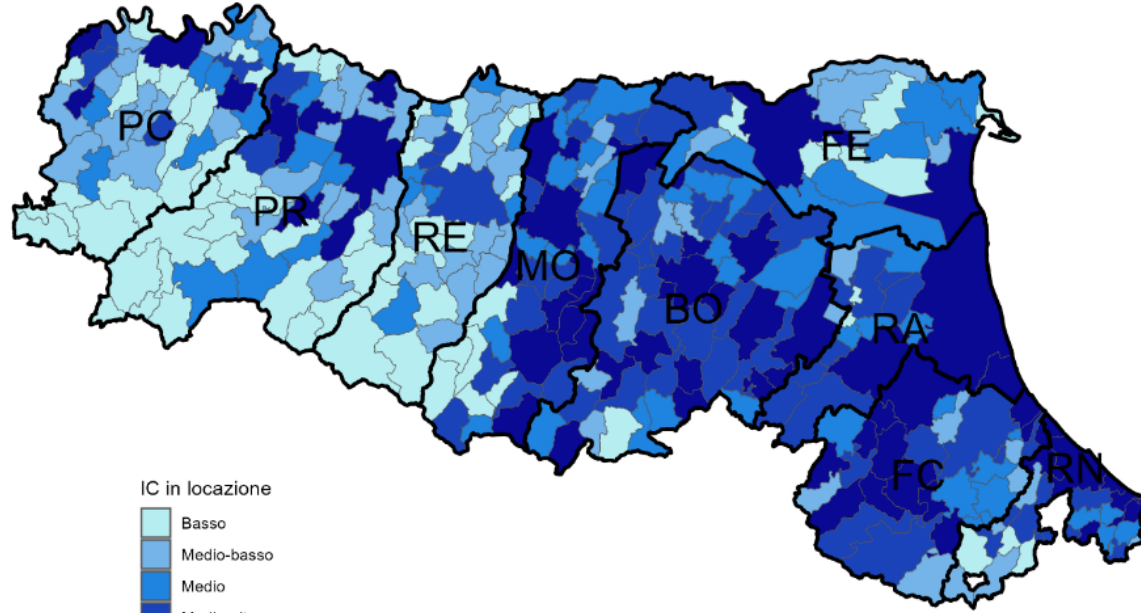 PC
FE
PR
RE
MO
BO
RA
FC
RN
IC in locazione
Basso
Medio-basso
Medio